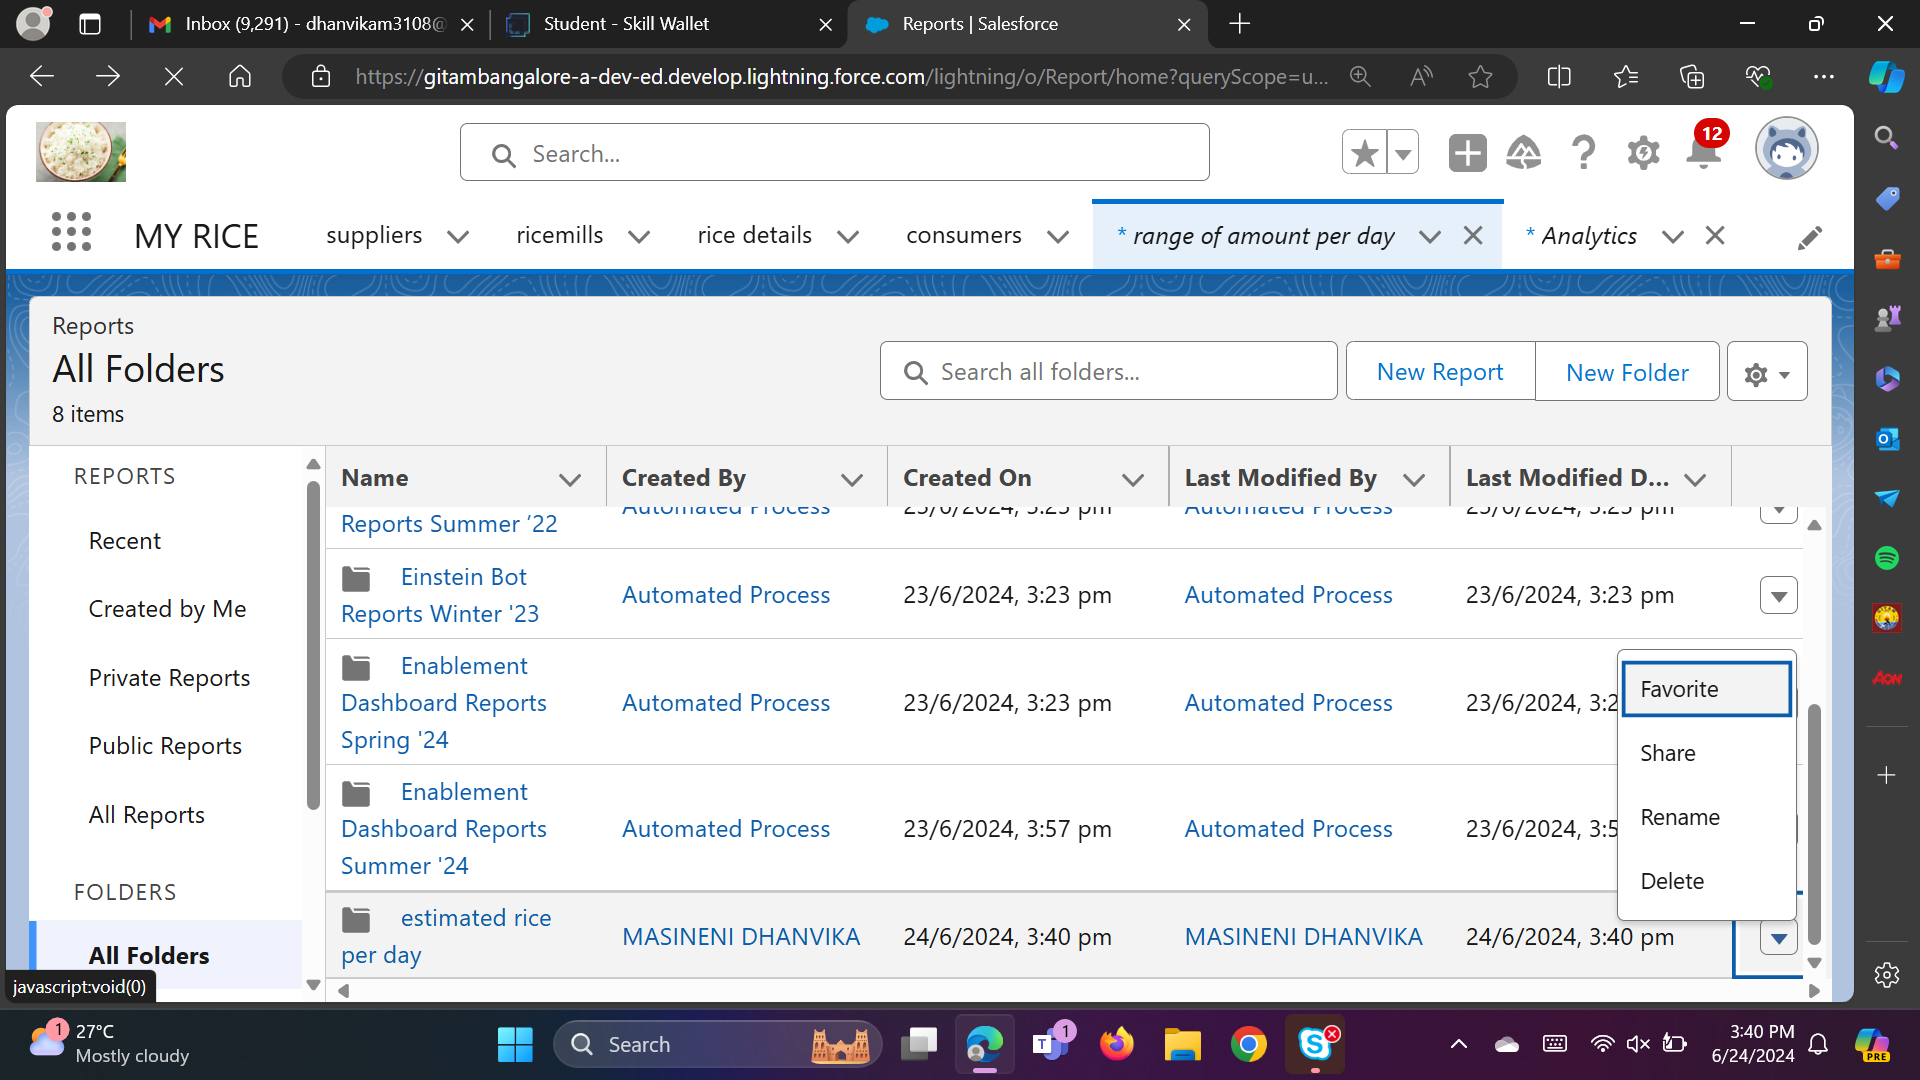 Inbox (9,291) - dhanvikam3108@
Student - Skill Wallet
Reports | Salesforce
https://gitambangalore-a-dev-ed.develop.lightning.force.com/lightning/o/Report/home?queryScope=u...
Search...
12
MY RICE
suppliers
ricemills
rice details
consumers
* range of amount per day
* Analytics
Reports
All Folders
8 items
Search all folders...
New Report
New Folder
REPORTS
Recent
Created by Me
Private Reports
Public Reports
All Reports
FOLDERS
All Folders
Name
Created By
Created On
Last Modified By
Last Modified D...
Reports Summer ’22
Automated Process
23/6/2024, 3:23 pm
Automated Process
23/6/2024, 3:23 pm
Einstein Bot
Reports Winter '23
Automated Process
23/6/2024, 3:23 pm
Automated Process
23/6/2024, 3:23 pm
Enablement
Dashboard Reports
Spring '24
Automated Process
23/6/2024, 3:23 pm
Automated Process
23/6/2024, 3:2
Enablement
Dashboard Reports
Summer '24
Automated Process
23/6/2024, 3:57 pm
Automated Process
23/6/2024, 3:5
estimated rice
per day
MASINENI DHANVIKA
24/6/2024, 3:40 pm
MASINENI DHANVIKA
24/6/2024, 3:40 pm
Favorite
Share
Rename
Delete
Aon
javascript:void(0)
1
27°C
Mostly cloudy
Search
1
3:40 PM
6/24/2024
PRE